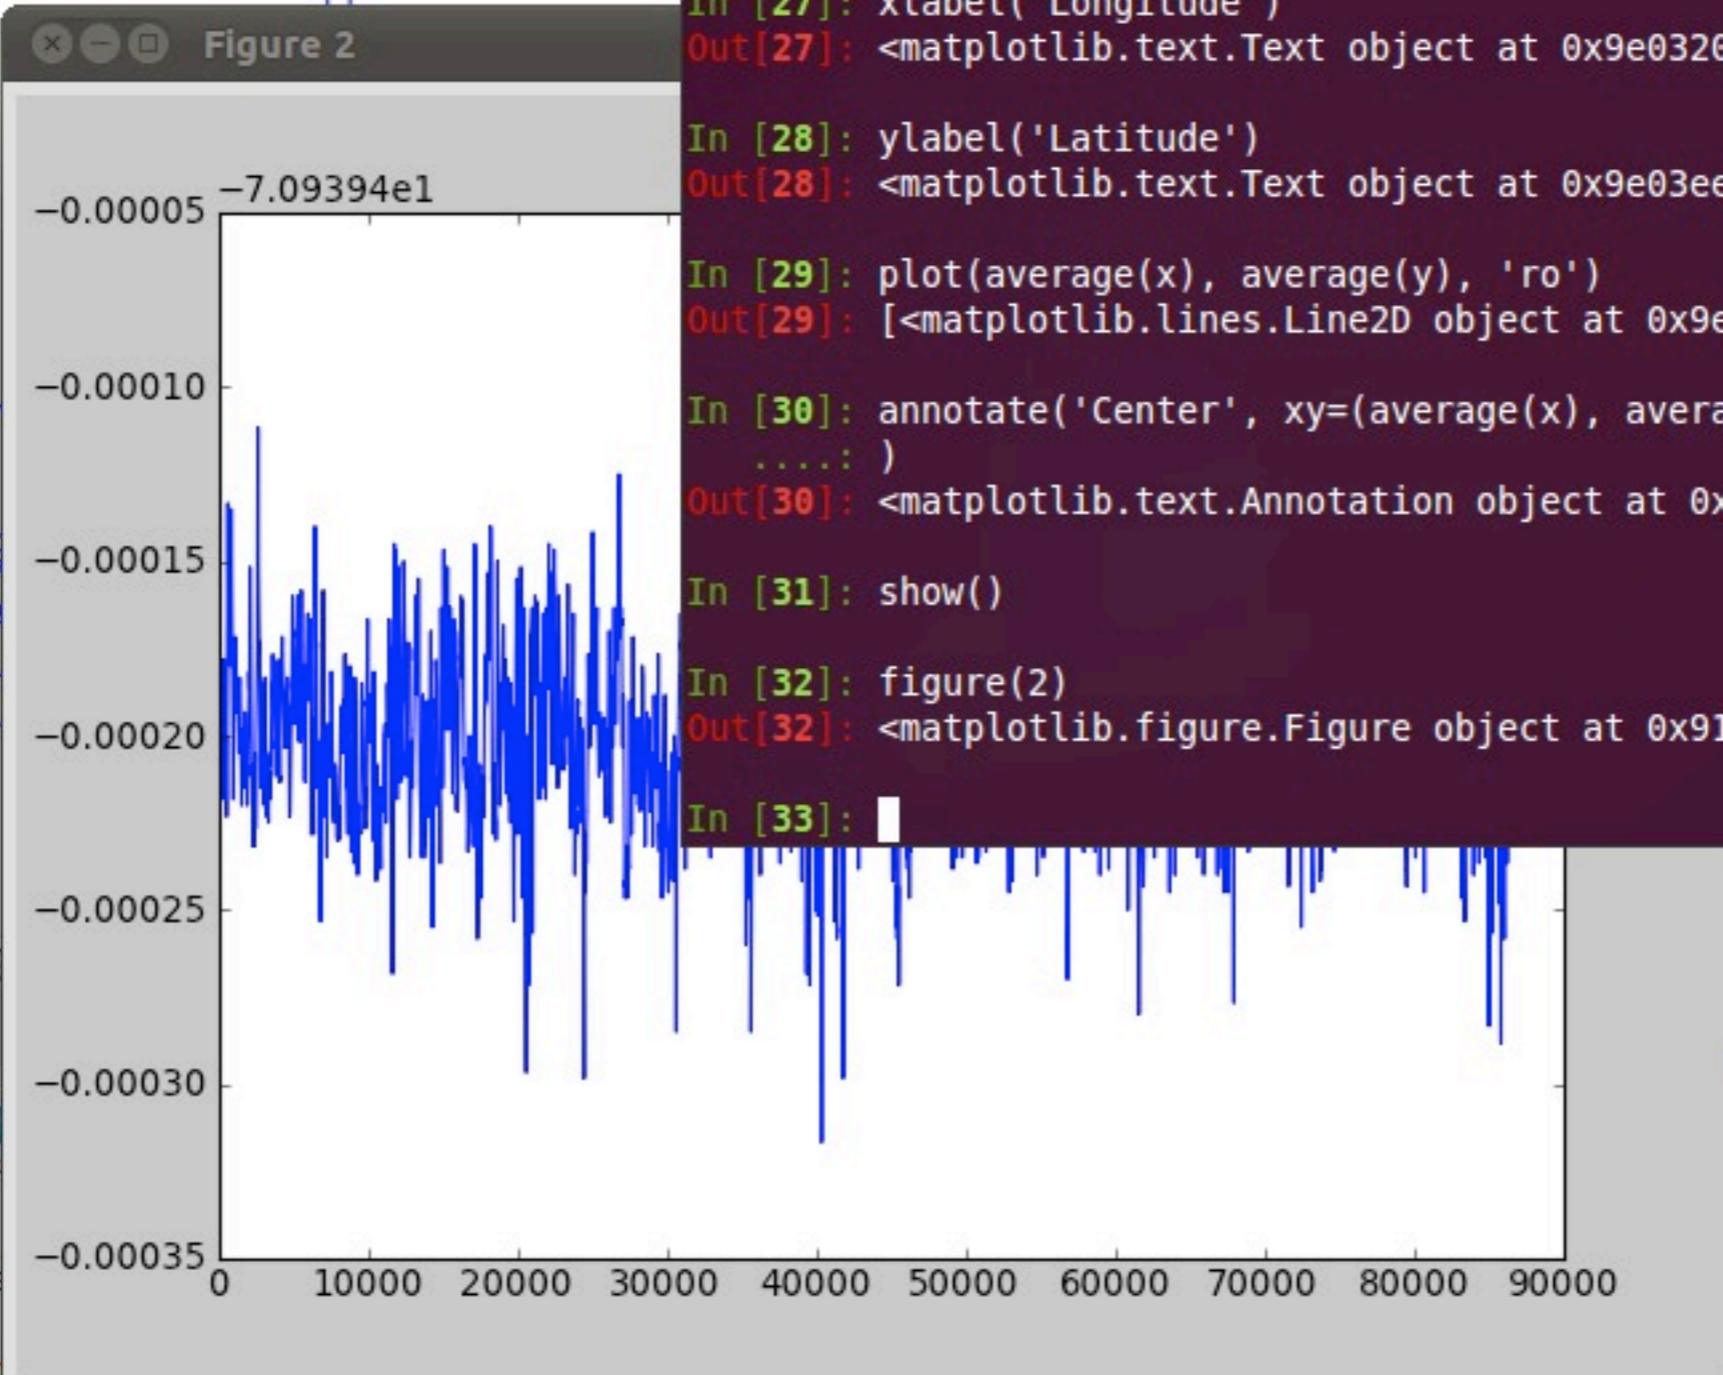 Figure 2
−7.09394e1
−0.00005
−0.00010
−0.00015
−0.00020
−0.00025
−0.00030
−0.00035
0 10000 20000 30000 40000 50000 60000 70000 80000 90000
In [27]: xlabel('Longitude')
Out[27]: <matplotlib.text.Text object at 0x9e0320
In [28]: ylabel('Latitude')
Out[28]: <matplotlib.text.Text object at 0x9e03ee
In [29]: plot(average(x), average(y), 'ro')
Out[29]: [<matplotlib.lines.Line2D object at 0x9e
In [30]: annotate('Center', xy=(average(x), avera
....: )
Out[30]: <matplotlib.text.Annotation object at 0x
In [31]: show()
In [32]: figure(2)
Out[32]: <matplotlib.figure.Figure object at 0x91
In [33]: